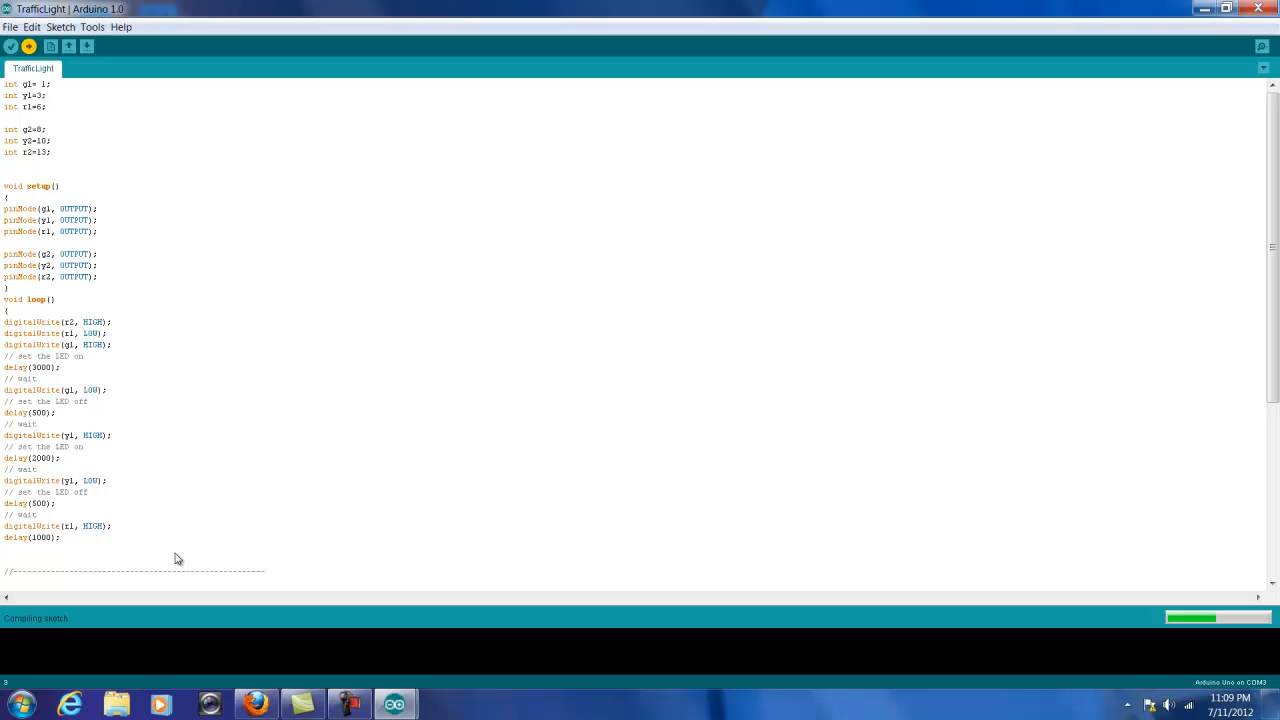 TrafficLight | Arduino 1.0
File Edit Sketch Tools Help
TrafficLight
int g1= 1;
int y1=3;
int r1=6;
int g2=8;
int y2=10;
int r2=13;
void setup()
{
pinMode(g1, OUTPUT);
pinMode(y1, OUTPUT);
pinMode(r1, OUTPUT);
pinMode(g2, OUTPUT);
pinMode(y2, OUTPUT);
pinMode(r2, OUTPUT);
}
void loop()
{
digitalWrite(r2, HIGH);
digitalWrite(r1, LOW);
digitalWrite(g1, HIGH);
// set the LED on
delay(3000);
// wait
digitalWrite(g1, LOW);
// set the LED off
delay(500);
// wait
digitalWrite(y1, HIGH);
// set the LED on
delay(2000);
// wait
digitalWrite(y1, LOW);
// set the LED off
delay(500);
// wait
digitalWrite(r1, HIGH);
delay(1000);
//------------------------------------------------------
Compiling sketch...
3
Arduino Uno on COM3
11:09 PM
7/11/2012